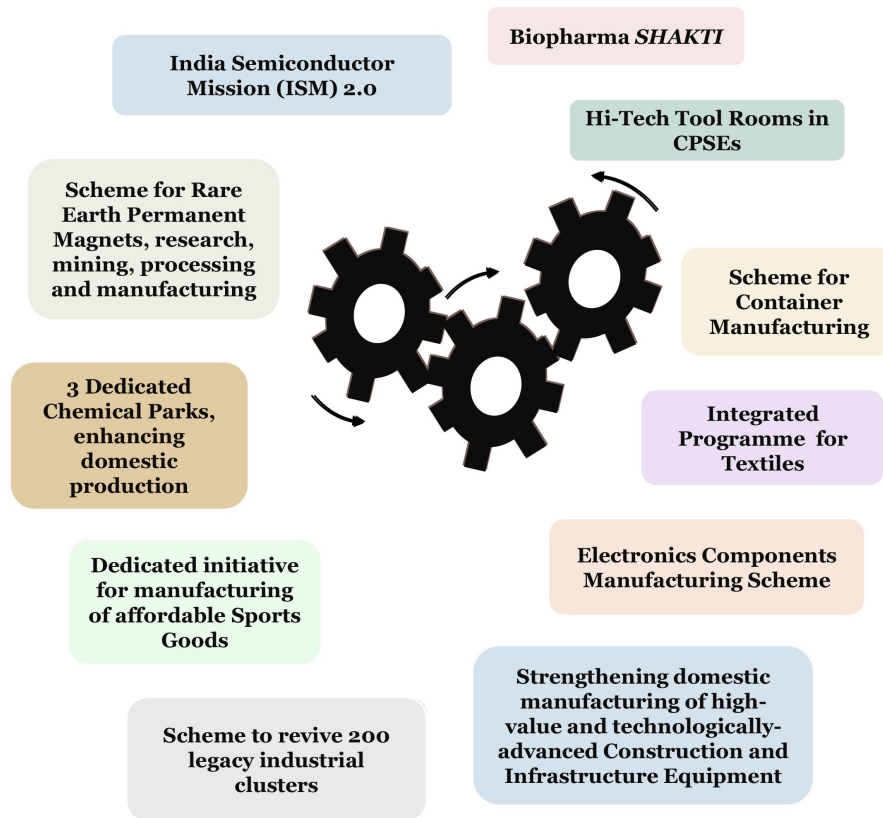 Biopharma SHAKTI
India Semiconductor
Mission (ISM) 2.0
Hi-Tech Tool Rooms in
CPSEs
Scheme for Rare
Earth Permanent
Magnets, research,
mining, processing
and manufacturing
Scheme for
Container
Manufacturing
3 Dedicated
Chemical Parks,
enhancing
domestic
production
Integrated
Programme for
Textiles
Electronics Components
Manufacturing Scheme
Dedicated initiative
for manufacturing
of affordable Sports
Goods
Strengthening domestic
manufacturing of high-
value and technologically-
advanced Construction and
Infrastructure Equipment
Scheme to revive 200
legacy industrial
clusters